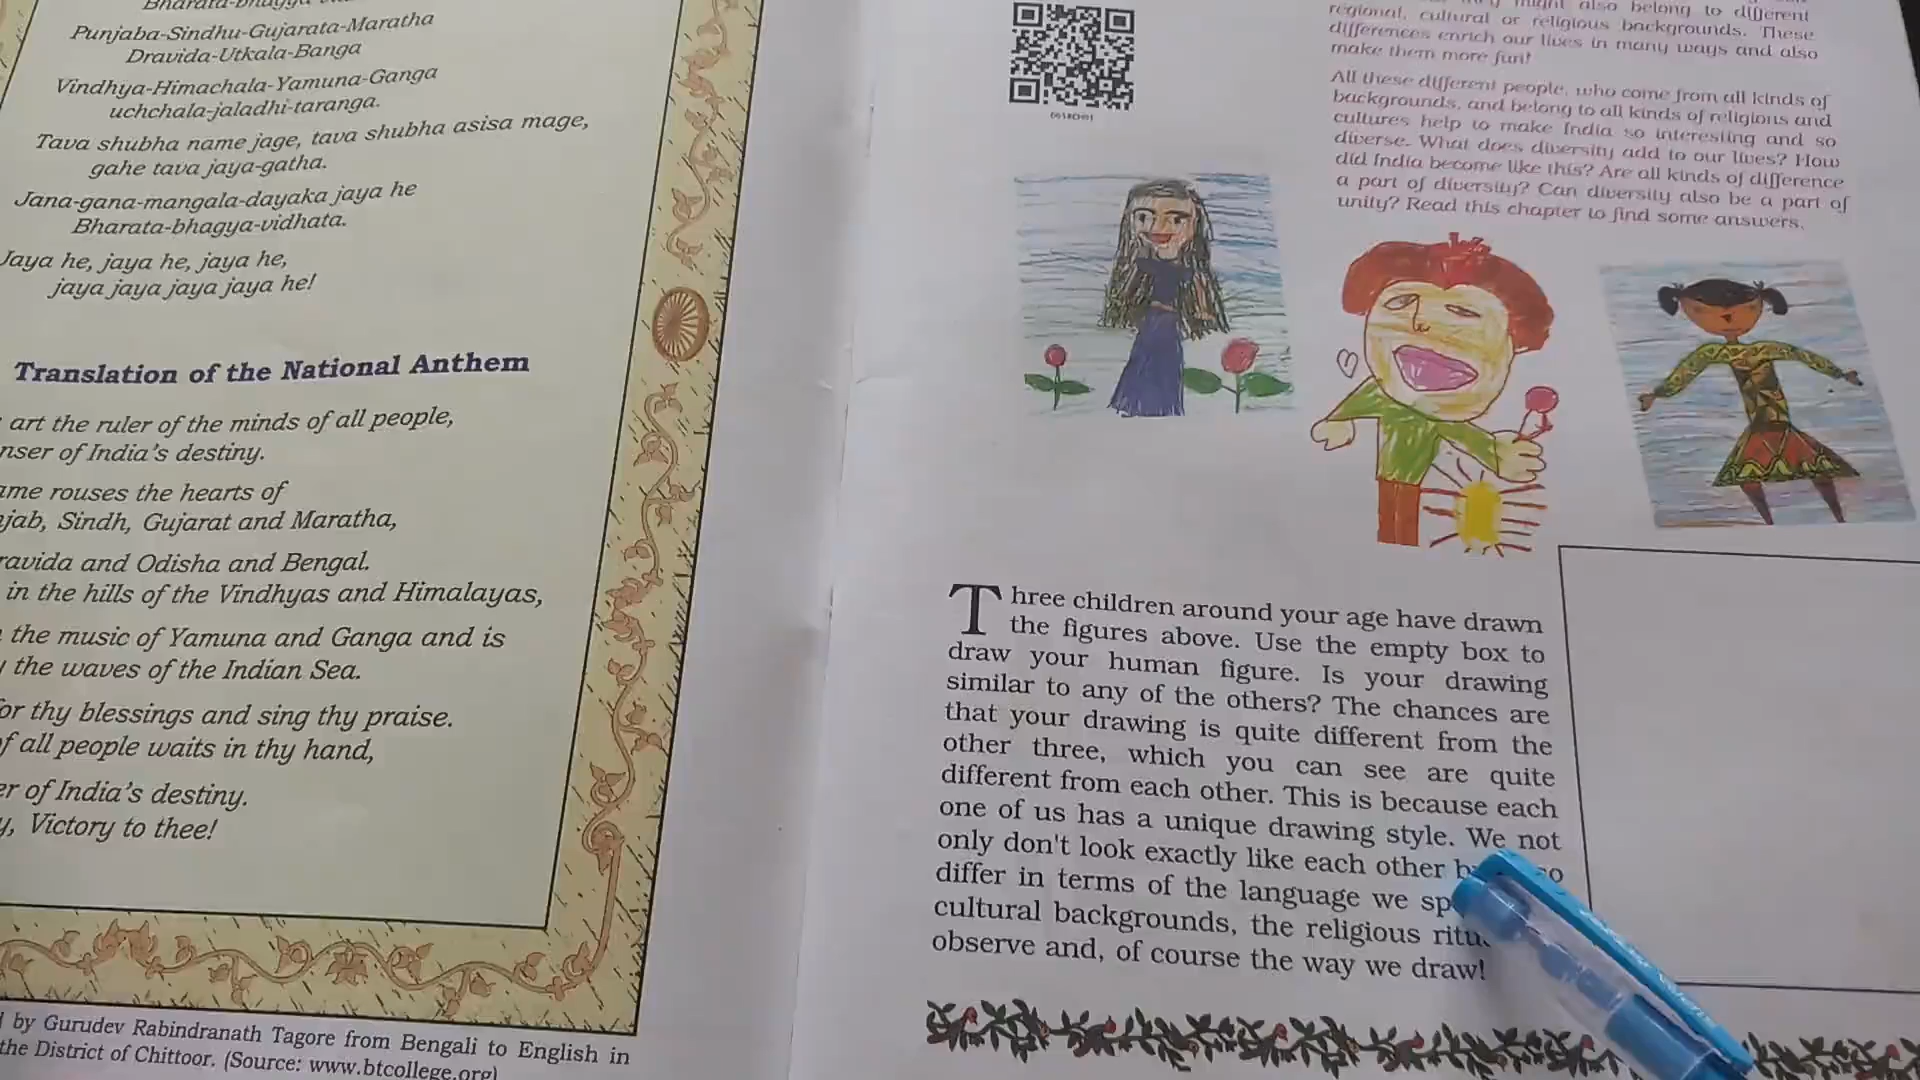 Punjaba-Sindhu-Gujarata-Maratha
Dravida-Utkala-Banga
Vindhya-Himachala-Yamuna-Ganga
uchchala-jaladhi-taranga.
Tava shubha name jage, tava shubha asisa mage,
gahe tava jaya-gatha.
Jana-gana-mangala-dayaka jaya he
Bharata-bhagya-vidhata.
Jaya he, jaya he, jaya he,
jaya jaya jaya jaya he!
Translation of the National Anthem
art the ruler of the minds of all people,
of India's destiny.
rouses the hearts of
Sindh, Gujarat and Maratha,
and Odisha and Bengal.
in the hills of the Vindhyas and Himalayas,
the music of Yamuna and Ganga and is
the waves of the Indian Sea.
thy blessings and sing thy praise.
all people waits in thy hand,
of India's destiny.
Victory to thee!
by Gurudev Rabindranath Tagore from Bengali to English in
the District of Chittoor. (Source: www.btcollege.org)
might also belong to different
regional, cultural or religious backgrounds. These
differences enrich our lives in many ways and also
make them more fun!
All these different people, who come from all kinds of
backgrounds, and belong to all kinds of religions and
cultures help to make India so interesting and so
diverse. What does diversity add to our lives? How
did India become like this? Are all kinds of difference
a part of diversity? Can diversity also be a part of
unity? Read this chapter to find some answers.
Three children around your age have drawn
the figures above. Use the empty box to
draw your human figure. Is your drawing
similar to any of the others? The chances are
that your drawing is quite different from the
other three, which you can see are quite
different from each other. This is because each
one of us has a unique drawing style. We not
only don't look exactly like each other
differ in terms of the language we
cultural backgrounds, the religious
observe and, of course the way we draw!